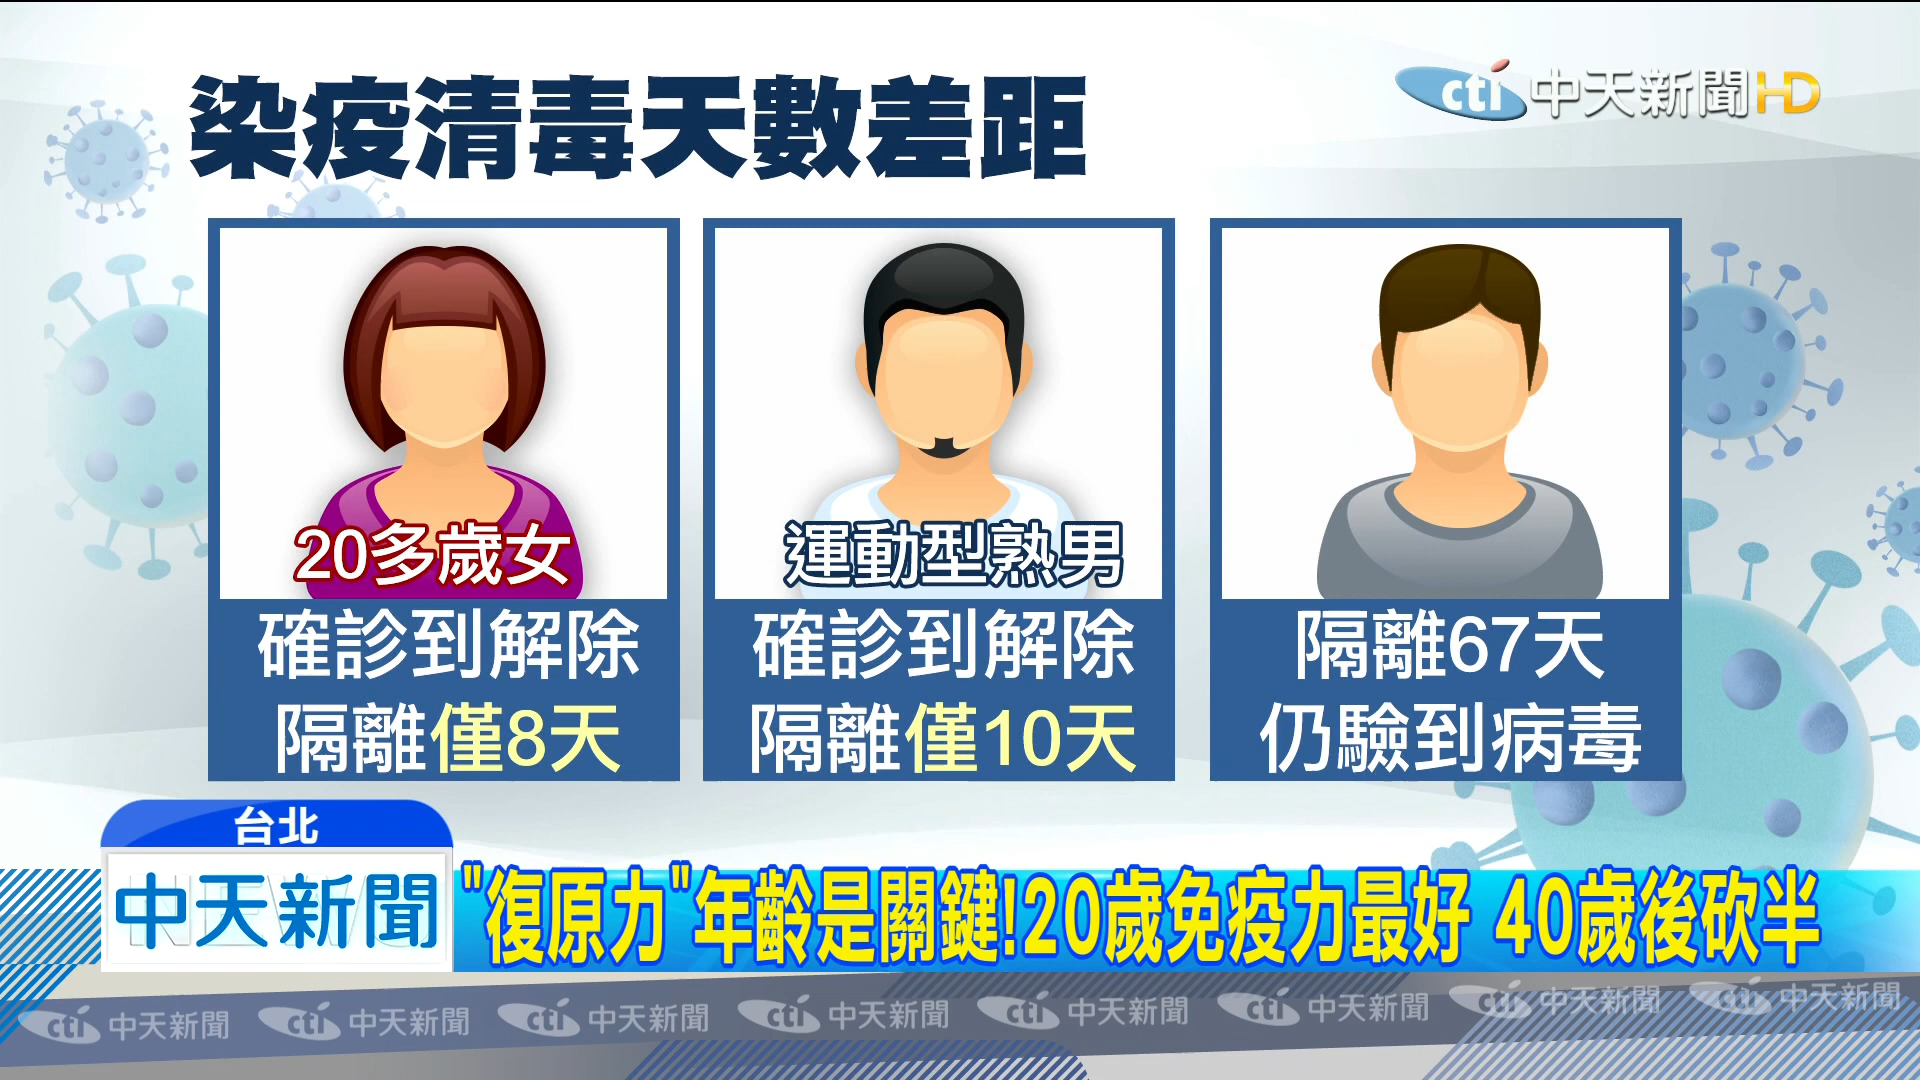 染疫清毒天數差距
cti 中天新聞HD
20多歲女
確診到解除
隔離僅8天
運動型熟男
確診到解除
隔離僅10天
隔離67天
仍驗到病毒
台北
中天新聞
"復原力"年齡是關鍵!20歲免疫力最好 40歲後砍半
cti 中天新聞 cti 中天新聞 cti 中天新聞 cti 中天新聞 cti 中天新聞 cti 中天新聞 cti 中天新聞 cti 中天新聞